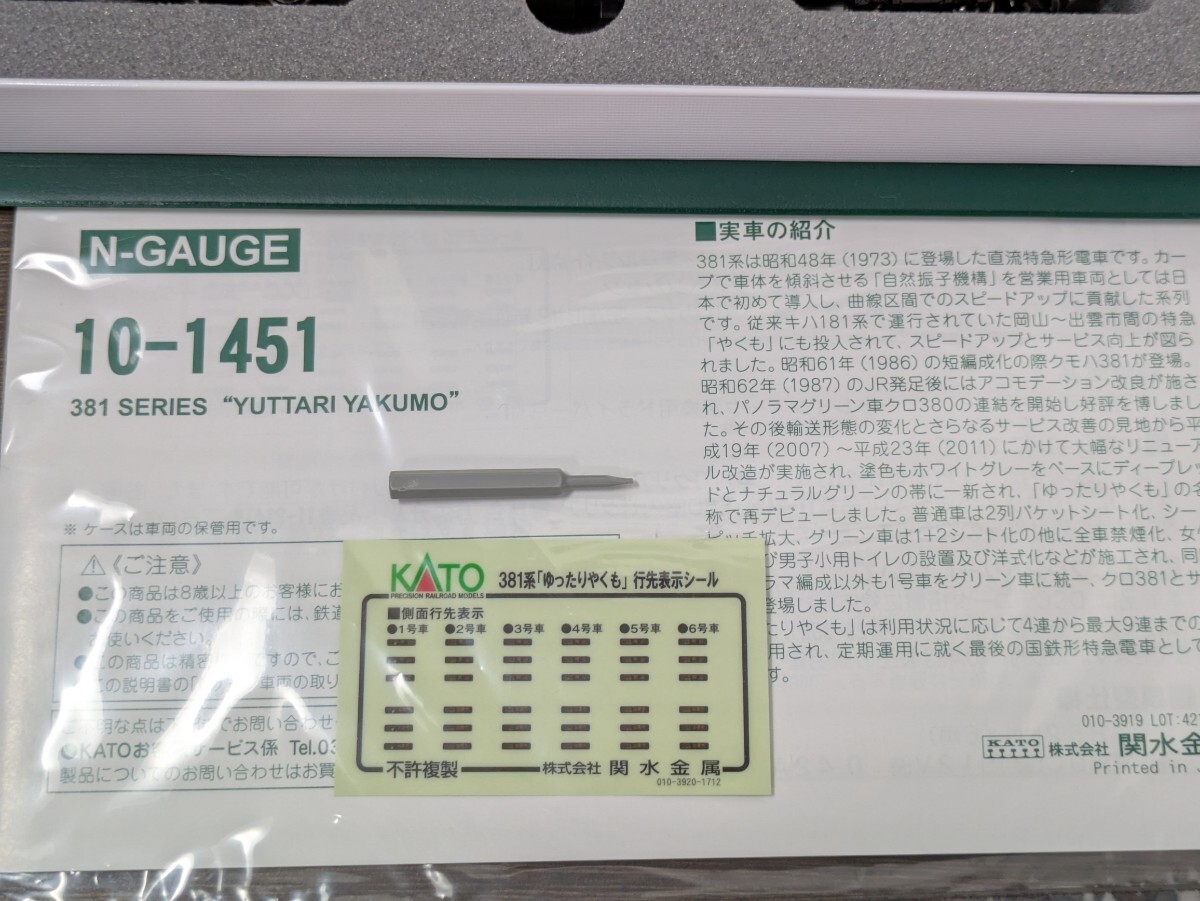 N-GAUGE
10-1451
381 SERIES “YUTTARI YAKUMO”
※ ケースは車両の保管用です。
⚠《ご注意》
●この商品は8歳以上のお客様にお
●この商品をご使用の際には、鉄道
お使いください。
この商品は精密
ですので、ご
この説明書の
車両の取り
明な点は
でお問い合わせ
KATOお
サービス係 Tel.03
製品についてのお問い合わせはお買
■実車の紹介
381系は昭和48年（1973）に登場した直流特急形電車です。カー
ブで車体を傾斜させる「自然振子機構」を営業用車両としては日
本で初めて導入し、曲線区間でのスピードアップに貢献した系列
です。従来キハ181系で運行されていた岡山～出雲市間の特急
「やくも」にも投入されて、スピードアップとサービス向上が図ら
れました。昭和61年（1986）の短編成化の際クモハ381が登場。
昭和62年（1987）のJR発足後にはアコモデーション改良が施さ
れ、パノラマグリーン車クロ380の連結を開始し好評を博しまし
た。その後輸送形態の変化とさらなるサービス改善の見地から平
成19年（2007）～平成23年（2011）にかけて大幅なリニューア
ル改造が実施され、塗色もホワイトグレーをベースにディープレッ
ドとナチュラルグリーンの帯に一新され、「ゆったりやくも」の名
称で再デビューしました。普通車は2列バケットシート化、シー
ピッチ拡大、グリーン車は1+2シート化の他に全車禁煙化、女性
び男子小用トイレの設置及び洋式化などが施工され、同
ラマ編成以外も1号車をグリーン車に統一、クロ381とサ
登場しました。
たりやくも」は利用状況に応じて4連から最大9連までの
用され、定期運用に就く最後の国鉄形特急電車として
す。
010-3919 LOT:42
KATO 株式会社 関水金
Printed in J
KATO
PRECISION RAILROAD MODELS
381系「ゆったりやくも」行先表示シール
■側面行先表示
●1号車 ●2号車 ●3号車 ●4号車 ●5号車 ●6号車
不許複製 株式会社 関水金属
010-3920-1712